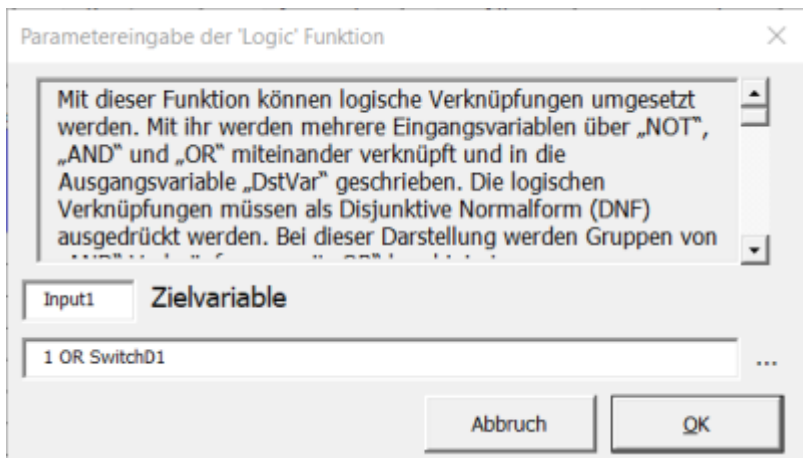 Parametereingabe der 'Logic' Funktion
Mit dieser Funktion können logische Verknüpfungen umgesetzt
werden. Mit ihr werden mehrere Eingangsvariablen über „NOT",
„AND" und „OR" miteinander verknüpft und in die
Ausgangsvariable „DstVar" geschrieben. Die logischen
Verknüpfungen müssen als Disjunktive Normalform (DNF)
ausgedrückt werden. Bei dieser Darstellung werden Gruppen von
Input1 Zielvariable
1 OR SwitchD1 ...
Abbruch OK